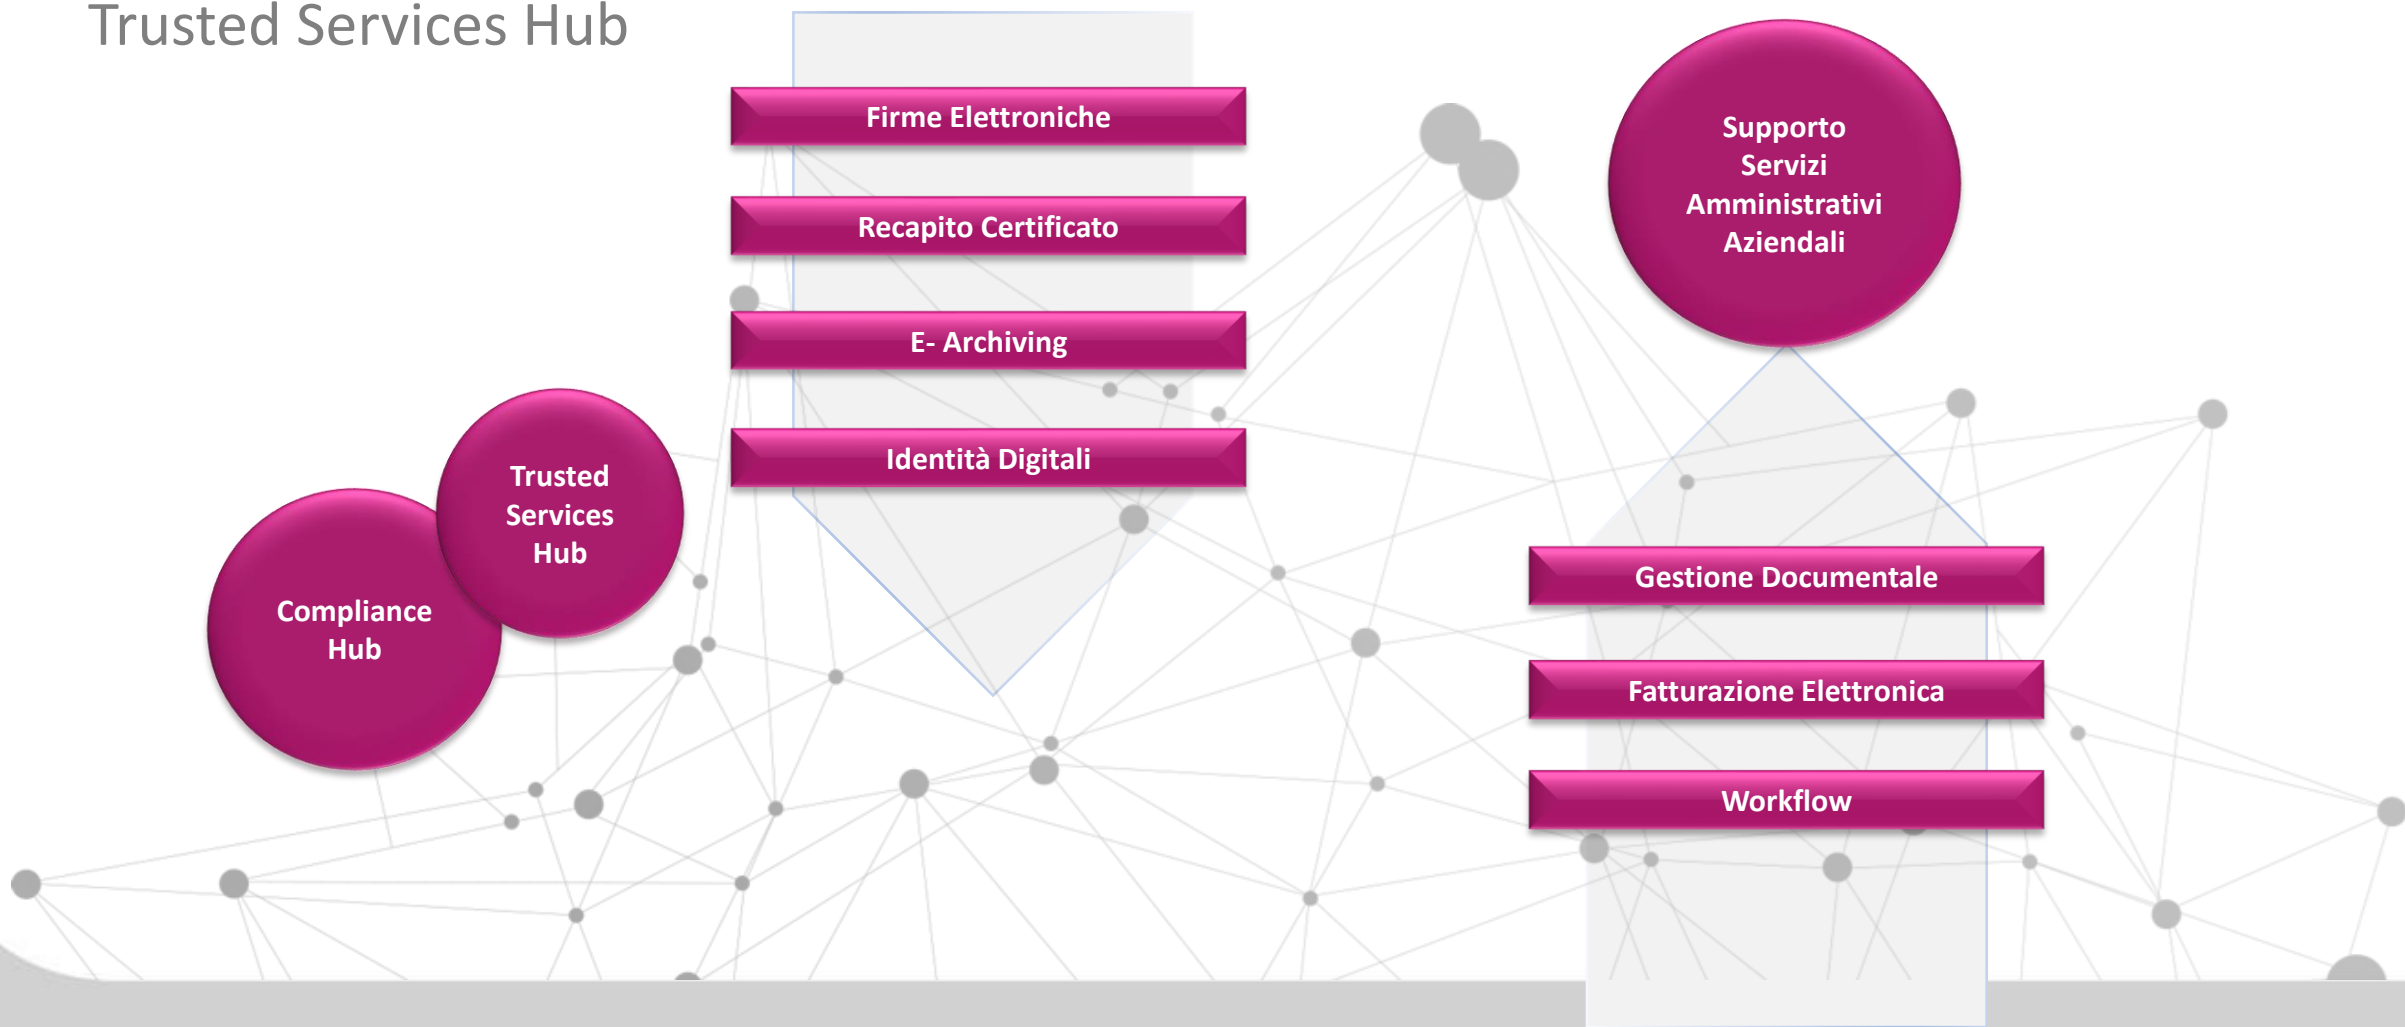 Trusted Services Hub
Firme Elettroniche
Recapito Certificato
E- Archiving
Identità Digitali
Trusted
Services
Hub
Compliance
Hub
Supporto
Servizi
Amministrativi
Aziendali
Gestione Documentale
Fatturazione Elettronica
Workflow